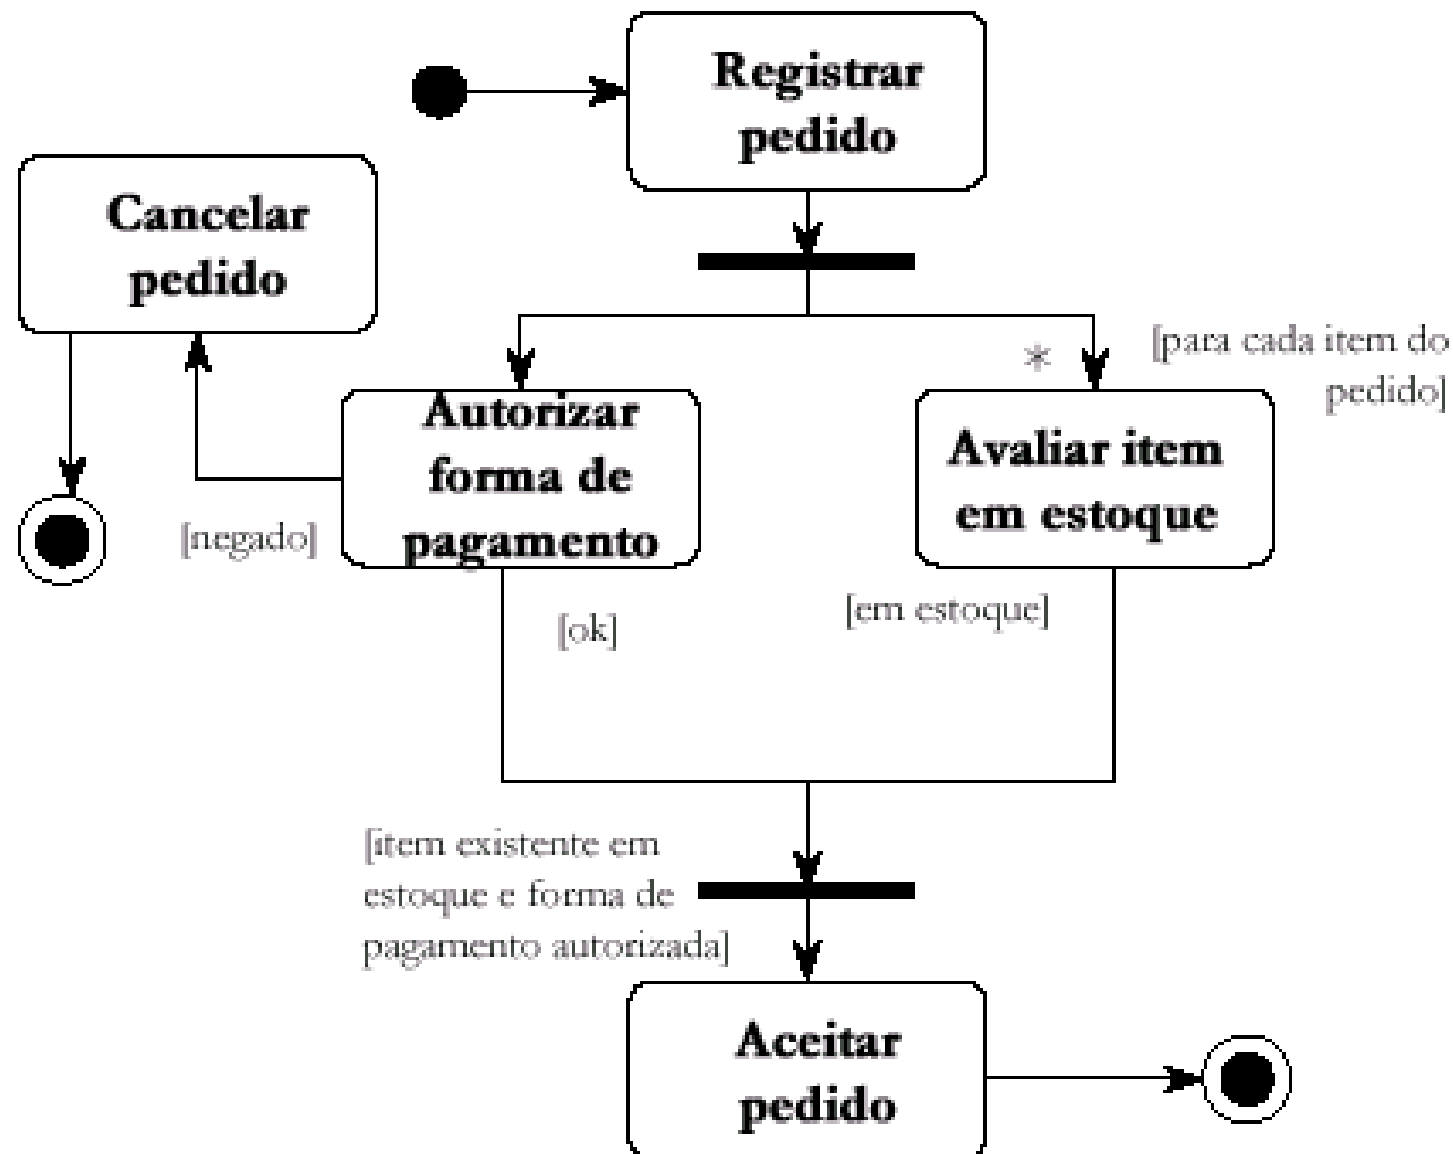 Registrar
pedido
Cancelar
pedido
[para cada item do
pedido]
*
Autorizar
forma de
pagamento
Avaliar item
em estoque
[negado]
[ok]
[em estoque]
[item existente em
estoque e forma de
pagamento autorizada]
Aceitar
pedido